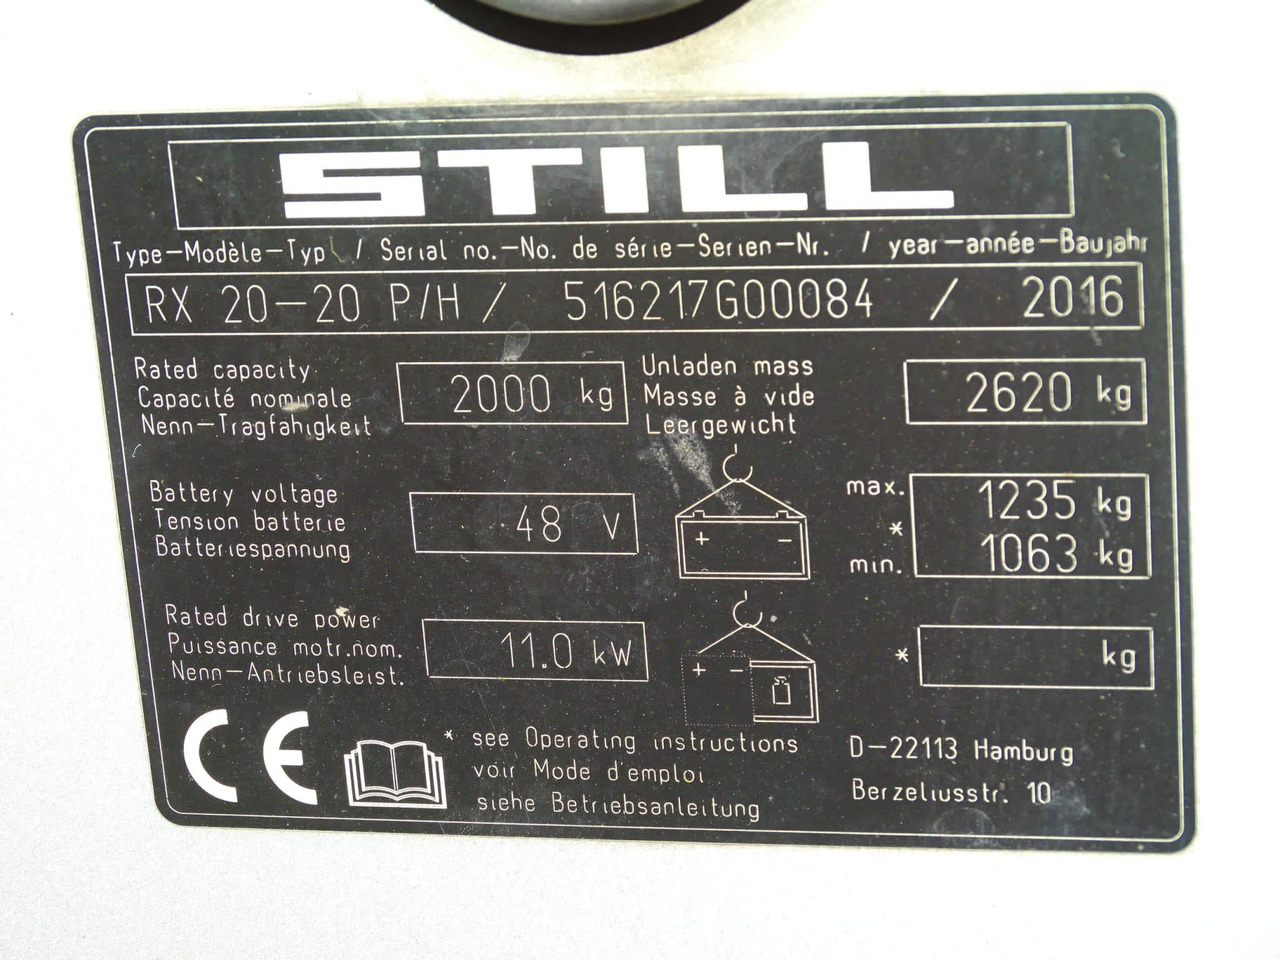 STILL
Type-Modèle-Typ / Serial no.-No. de série-Serien-Nr. / year-année-Baujahr
RX 20-20 P/H / 516217G00084 / 2016
Rated capacity
Capacité nominale
Nenn-Tragfähigkeit
2000 kg
Unladen mass
Masse à vide
Leergewicht
2620 kg
Battery voltage
Tension batterie
Batteriespannung
48 V
+ -
max. 1235 kg
*
min. 1063 kg
Rated drive power
Puissance motr.nom.
Nenn-Antriebsleist.
11.0 kW
+ -
* kg
CE
* see Operating instructions
voir Mode d'emploi
siehe Betriebsanleitung
D-22113 Hamburg
Berzeliusstr. 10